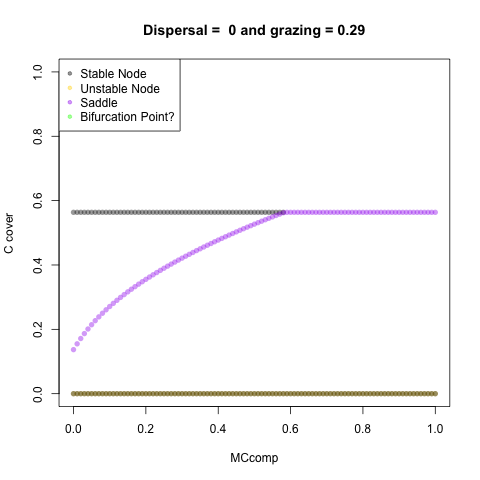 Dispersal =  0 and grazing = 0.29
Stable Node
Unstable Node
Saddle
Bifurcation Point?
1.0
0.8
0.6
0.4
0.2
0.0
C cover
0.0 0.2 0.4 0.6 0.8 1.0
MCcomp